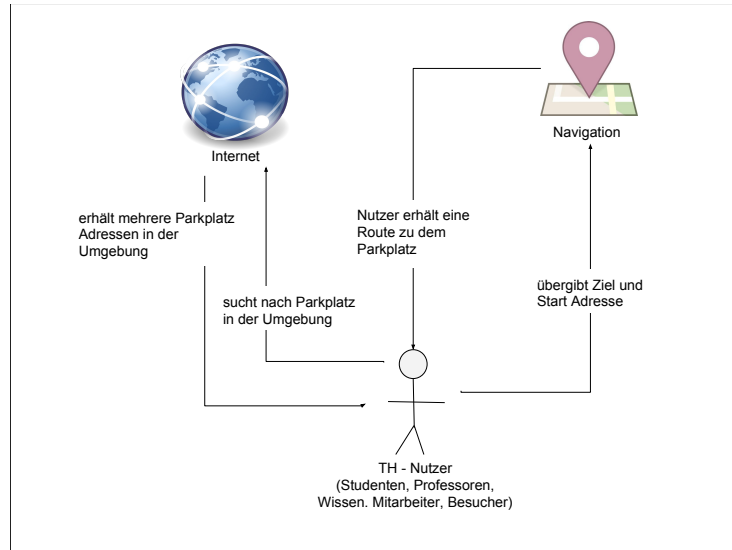 Internet
Navigation
erhält mehrere Parkplatz
Adressen in der
Umgebung
Nutzer erhält eine
Route zu dem
Parkplatz
sucht nach Parkplatz
in der Umgebung
übergibt Ziel und
Start Adresse
TH - Nutzer
(Studenten, Professoren,
Wissen. Mitarbeiter, Besucher)